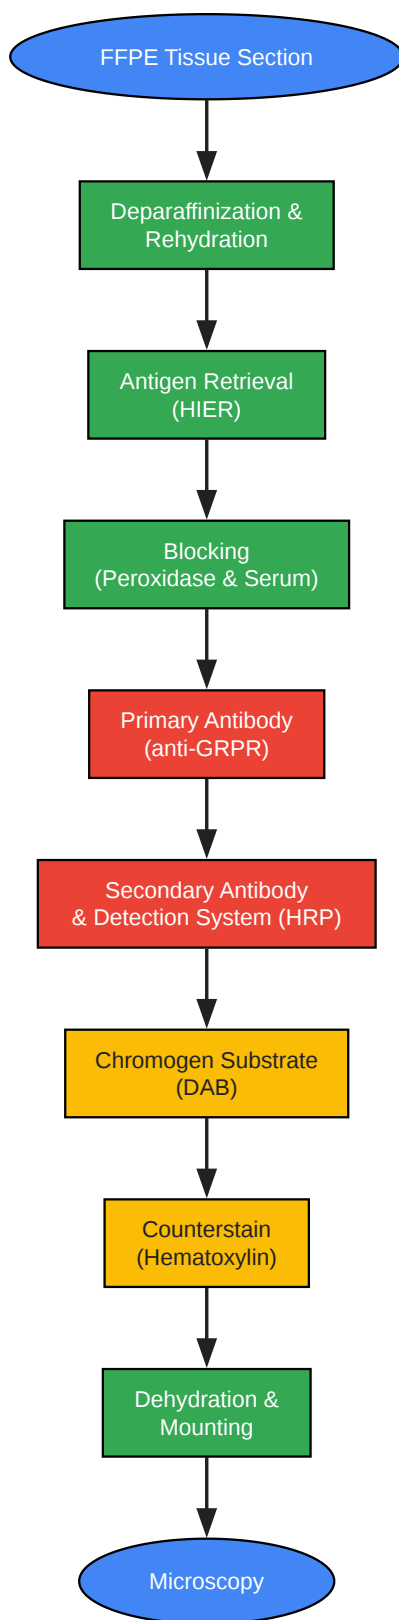 FFPE Tissue Section
Deparaffinization &
Rehydration
Antigen Retrieval
(HIER)
Blocking
(Peroxidase & Serum)
Primary Antibody
(anti-GRPR)
Secondary Antibody
& Detection System (HRP)
Chromogen Substrate
(DAB)
Counterstain
(Hematoxylin)
Dehydration &
Mounting
Microscopy